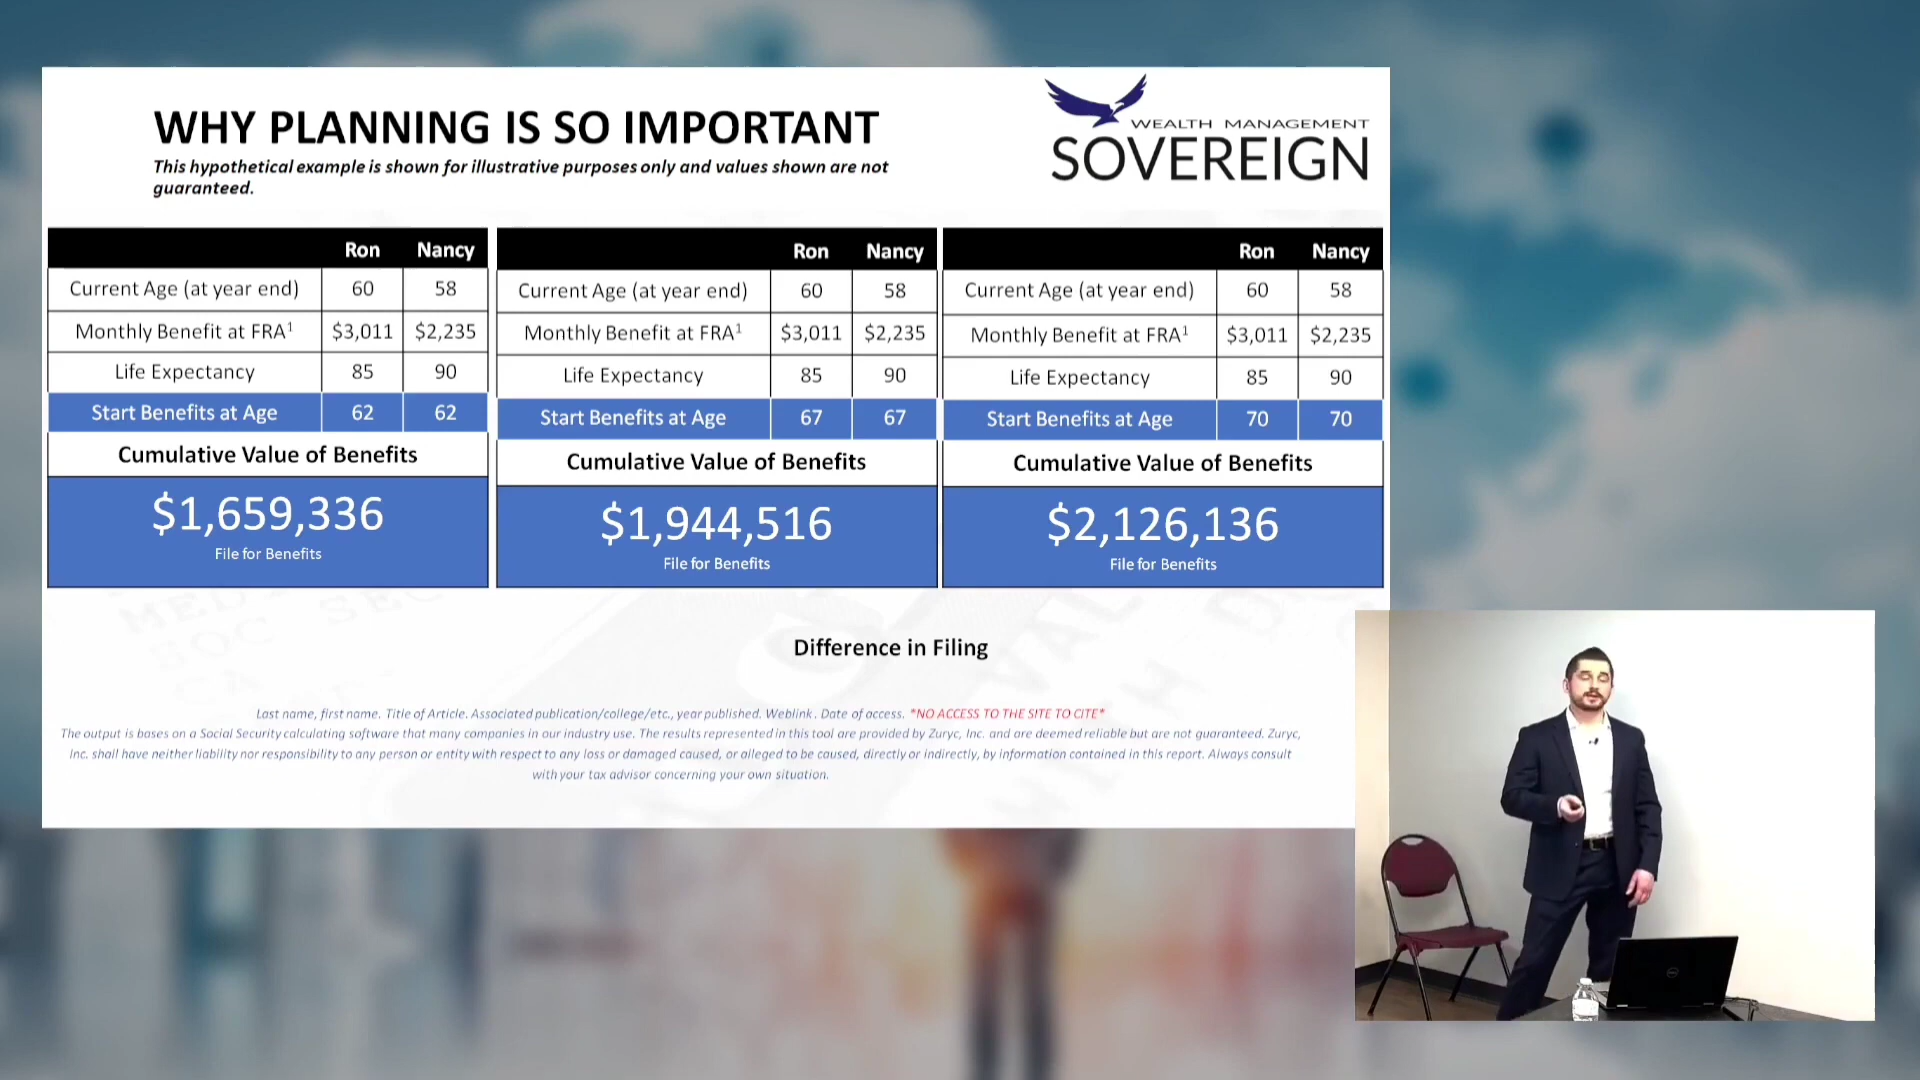 WHY PLANNING IS SO IMPORTANT
This hypothetical example is shown for illustrative purposes only and values shown are not
guaranteed.
WEALTH MANAGEMENT
SOVEREIGN
Ron Nancy
Current Age (at year end) 60 58
Monthly Benefit at FRA¹ $3,011 $2,235
Life Expectancy 85 90
Start Benefits at Age 62 62
Cumulative Value of Benefits
$1,659,336
File for Benefits
Ron Nancy
Current Age (at year end) 60 58
Monthly Benefit at FRA¹ $3,011 $2,235
Life Expectancy 85 90
Start Benefits at Age 67 67
Cumulative Value of Benefits
$1,944,516
File for Benefits
Ron Nancy
Current Age (at year end) 60 58
Monthly Benefit at FRA¹ $3,011 $2,235
Life Expectancy 85 90
Start Benefits at Age 70 70
Cumulative Value of Benefits
$2,126,136
File for Benefits
Difference in Filing
Last name, first name. Title of Article. Associated publication/college/etc., year published. Weblink . Date of access. *NO ACCESS TO THE SITE TO CITE*
The output is bases on a Social Security calculating software that many companies in our industry use. The results represented in this tool are provided by Zuryc, Inc. and are deemed reliable but are not guaranteed. Zuryc,
Inc. shall have neither liability nor responsibility to any person or entity with respect to any loss or damaged caused, or alleged to be caused, directly or indirectly, by information contained in this report. Always consult
with your tax advisor concerning your own situation.